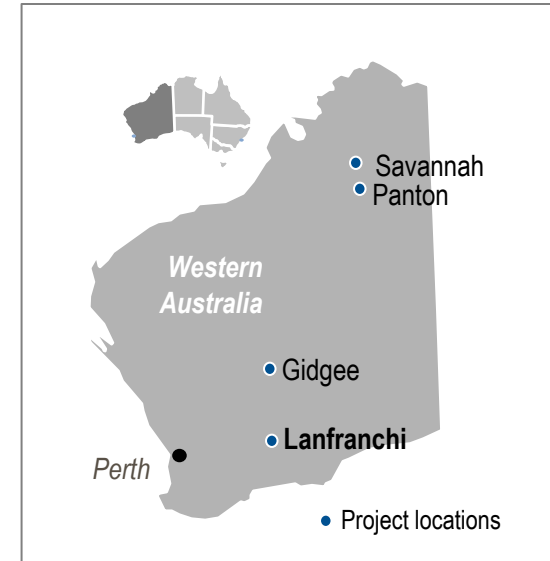 Savannah
Panton
Western
Australia
Gidgee
Lanfranchi
Perth
Project locations